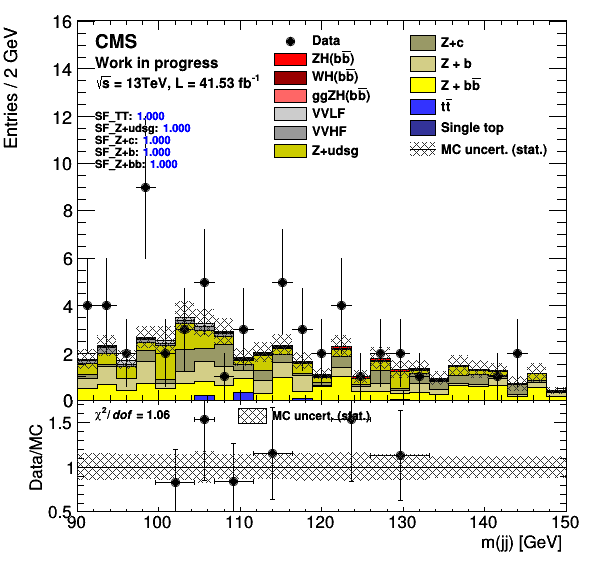 CMS
Work in progress
√s = 13TeV, L = 41.53 fb⁻¹
SF_TT: 1.000
SF_Z+udsg: 1.000
SF_Z+c: 1.000
SF_Z+b: 1.000
SF_Z+bb: 1.000
Data
ZH(bb̅)
WH(bb̅)
ggZH(bb̅)
VVLF
VVHF
Z+udsg
Z+c
Z + b
Z + bb̅
tt̅
Single top
MC uncert. (stat.)
Entries / 2 GeV
16
14
12
10
8
6
4
2
0
χ²/ dof = 1.06
MC uncert. (stat.)
Data/MC
1.5
1
0.5
90 100 110 120 130 140 150
m(jj) [GeV]